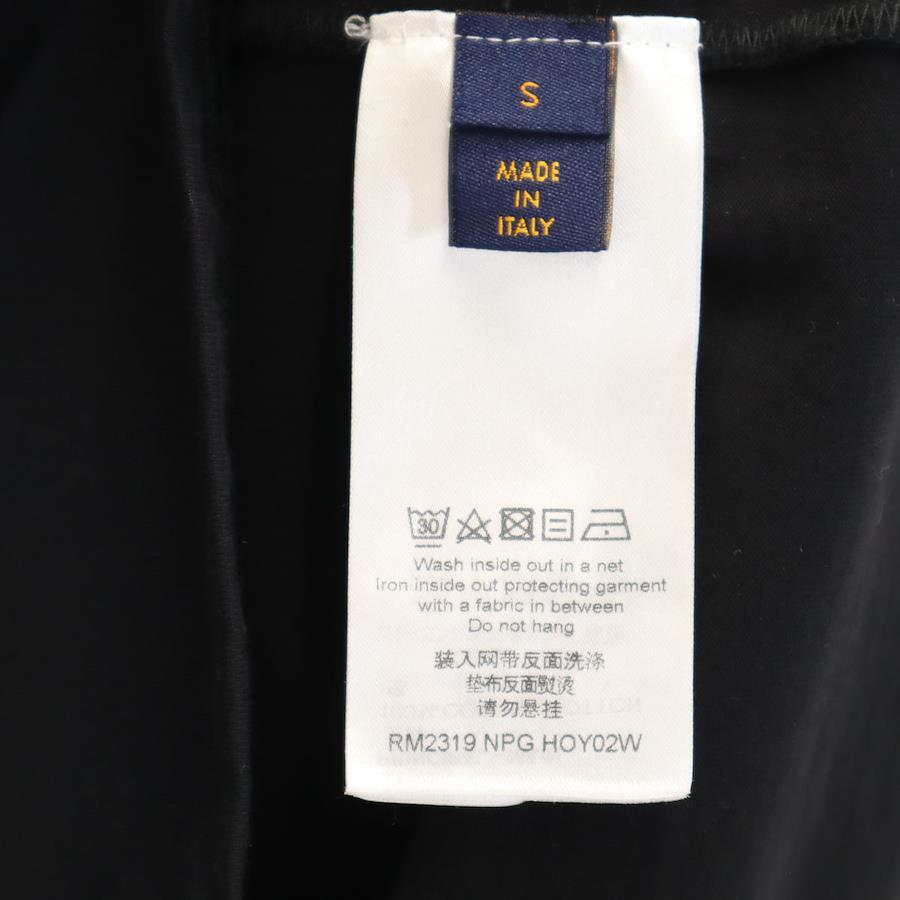 S
MADE
IN
ITALY
30
Wash inside out in a net
Iron inside out protecting garment
with a fabric in between
Do not hang
装入网带反面洗涤
垫布反面熨烫
请勿悬挂
RM2319 NPG HOY02W